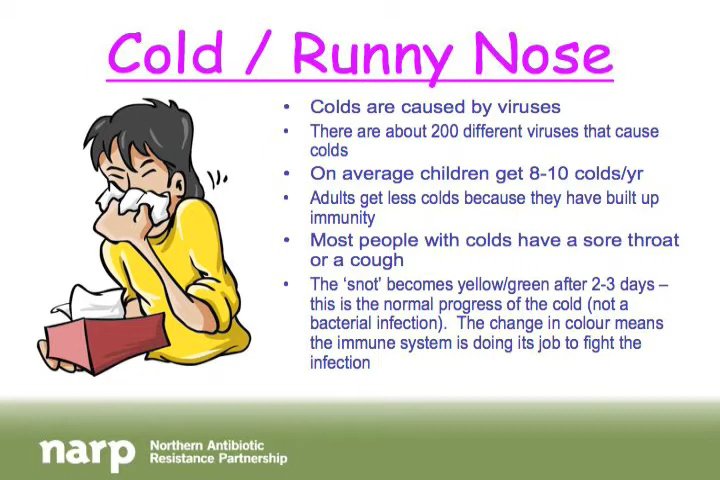 Cold / Runny Nose
• Colds are caused by viruses
• There are about 200 different viruses that cause
colds
• On average children get 8-10 colds/yr
• Adults get less colds because they have built up
immunity
• Most people with colds have a sore throat
or a cough
• The ‘snot’ becomes yellow/green after 2-3 days –
this is the normal progress of the cold (not a
bacterial infection).  The change in colour means
the immune system is doing its job to fight the
infection
narp
Northern Antibiotic
Resistance Partnership